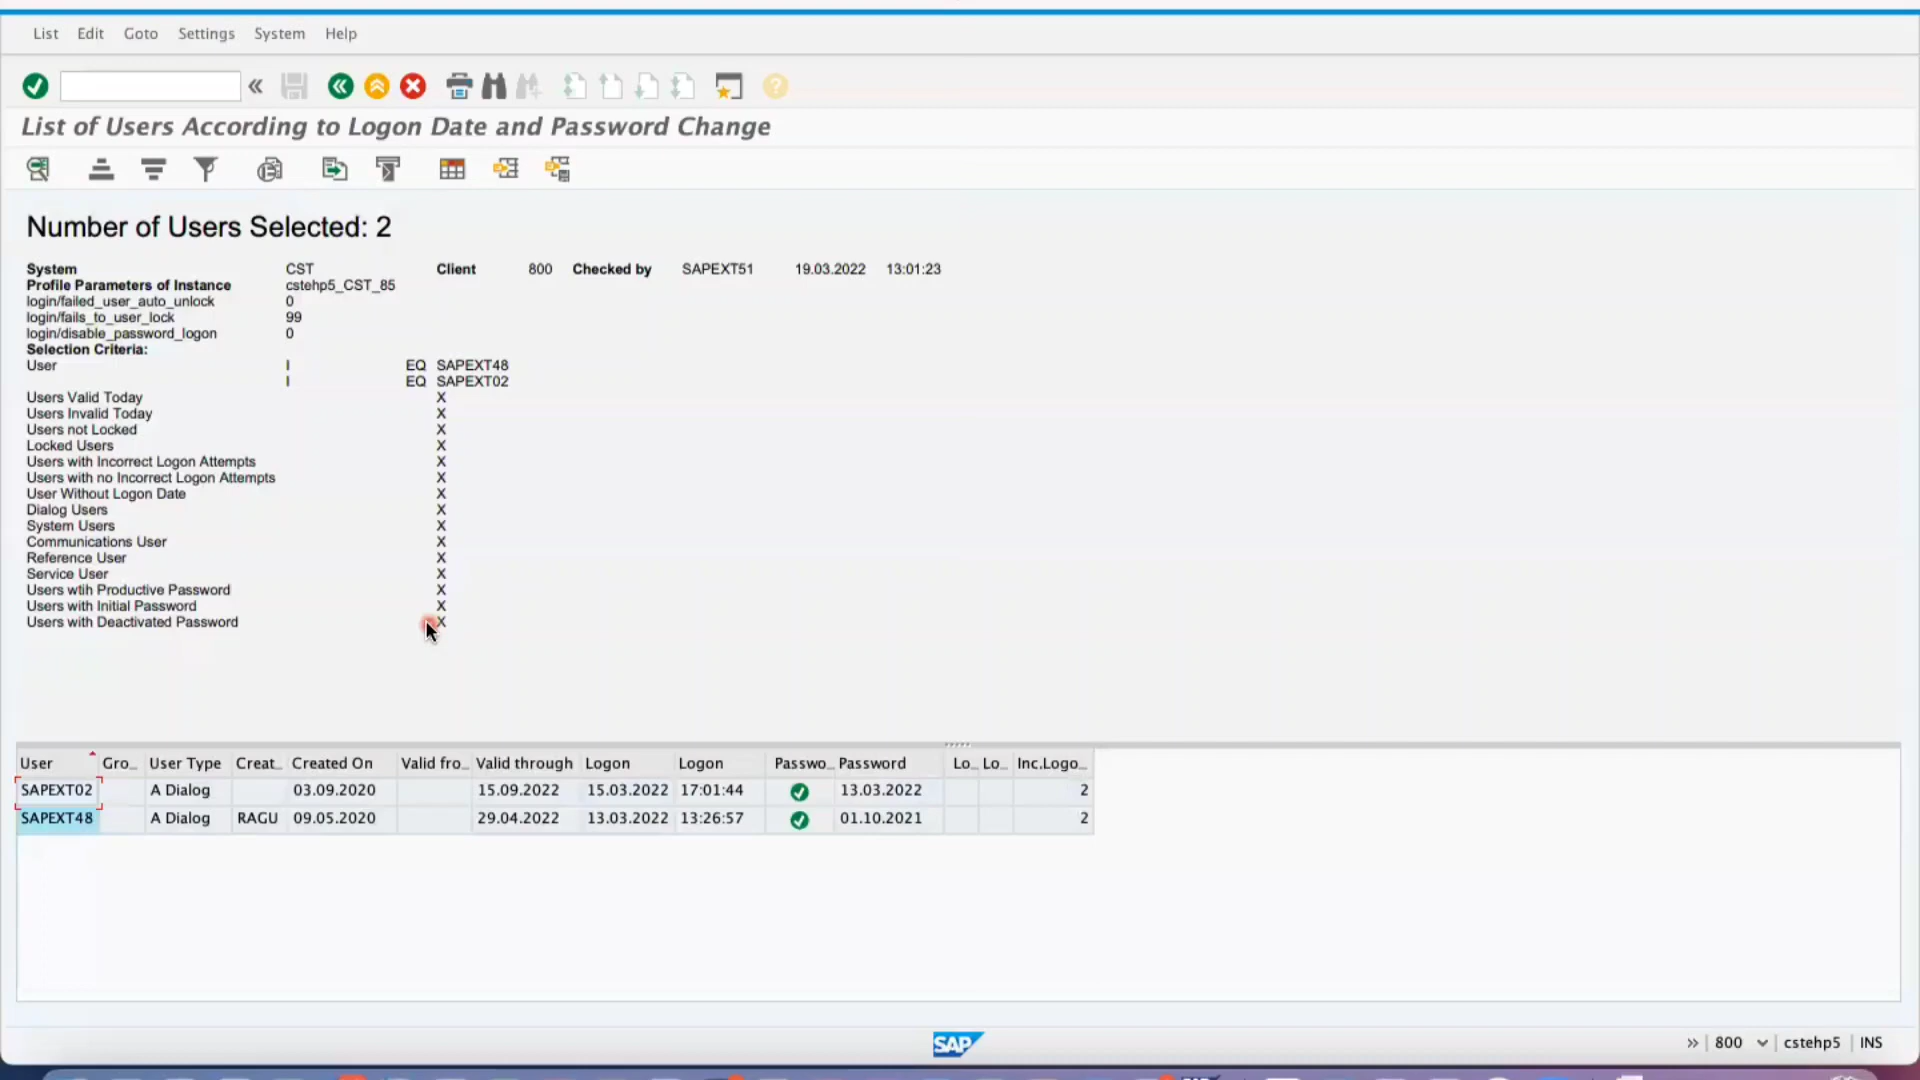 List Edit Goto Settings System Help
List of Users According to Logon Date and Password Change
Number of Users Selected: 2
System CST Client 800 Checked by SAPEXT51 19.03.2022 13:01:23
Profile Parameters of Instance cstehp5_CST_85
login/failed_user_auto_unlock 0
login/fails_to_user_lock 99
login/disable_password_logon 0
Selection Criteria:
User I EQ SAPEXT48
I EQ SAPEXT02
Users Valid Today X
Users Invalid Today X
Users not Locked X
Locked Users X
Users with Incorrect Logon Attempts X
Users with no Incorrect Logon Attempts X
User Without Logon Date X
Dialog Users X
System Users X
Communications User X
Reference User X
Service User X
Users wtih Productive Password X
Users with Initial Password X
Users with Deactivated Password X
User Gro... User Type Creat... Created On Valid fro... Valid through Logon Logon Passwo... Password Lo... Lo... Inc.Logo...
SAPEXT02 A Dialog 03.09.2020 15.09.2022 15.03.2022 17:01:44 13.03.2022 2
SAPEXT48 A Dialog RAGU 09.05.2020 29.04.2022 13.03.2022 13:26:57 01.10.2021 2
SAP » 800 cstehp5 INS